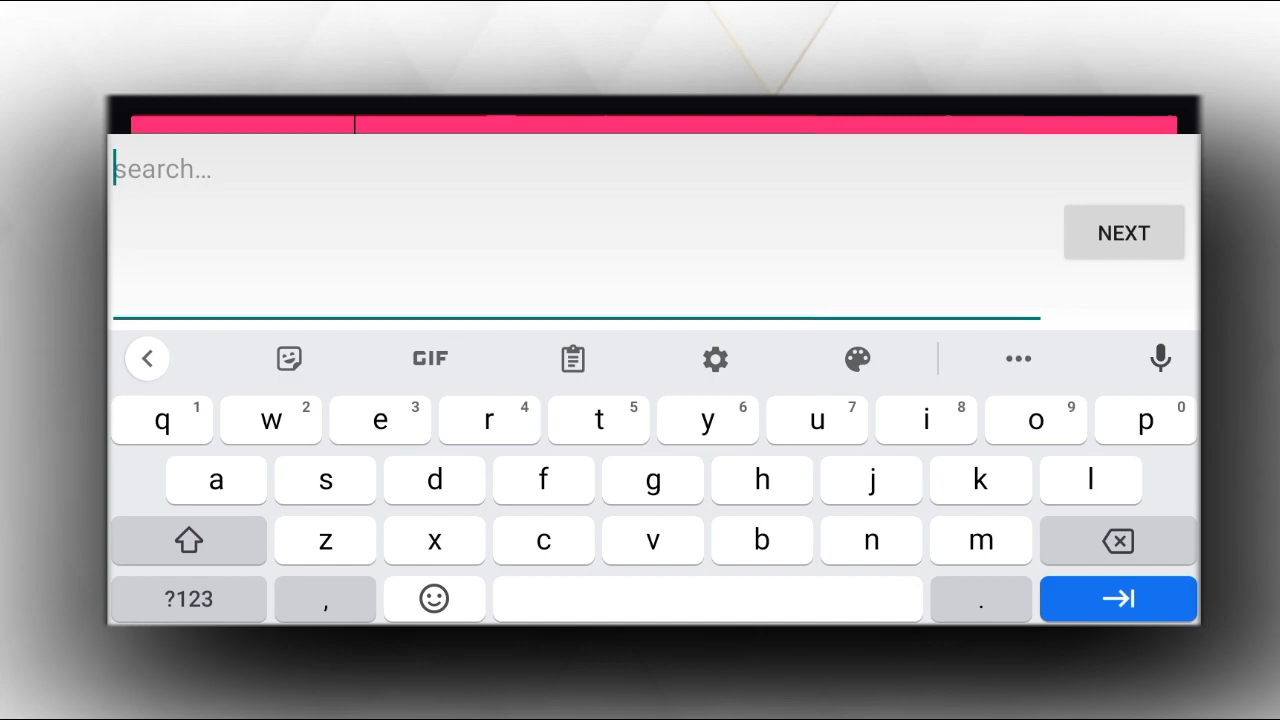 search...
NEXT
GIF
q 1 w 2 e 3 r 4 t 5 y 6 u 7 i 8 o 9 p 0
a s d f g h j k l
z x c v b n m
?123 , .